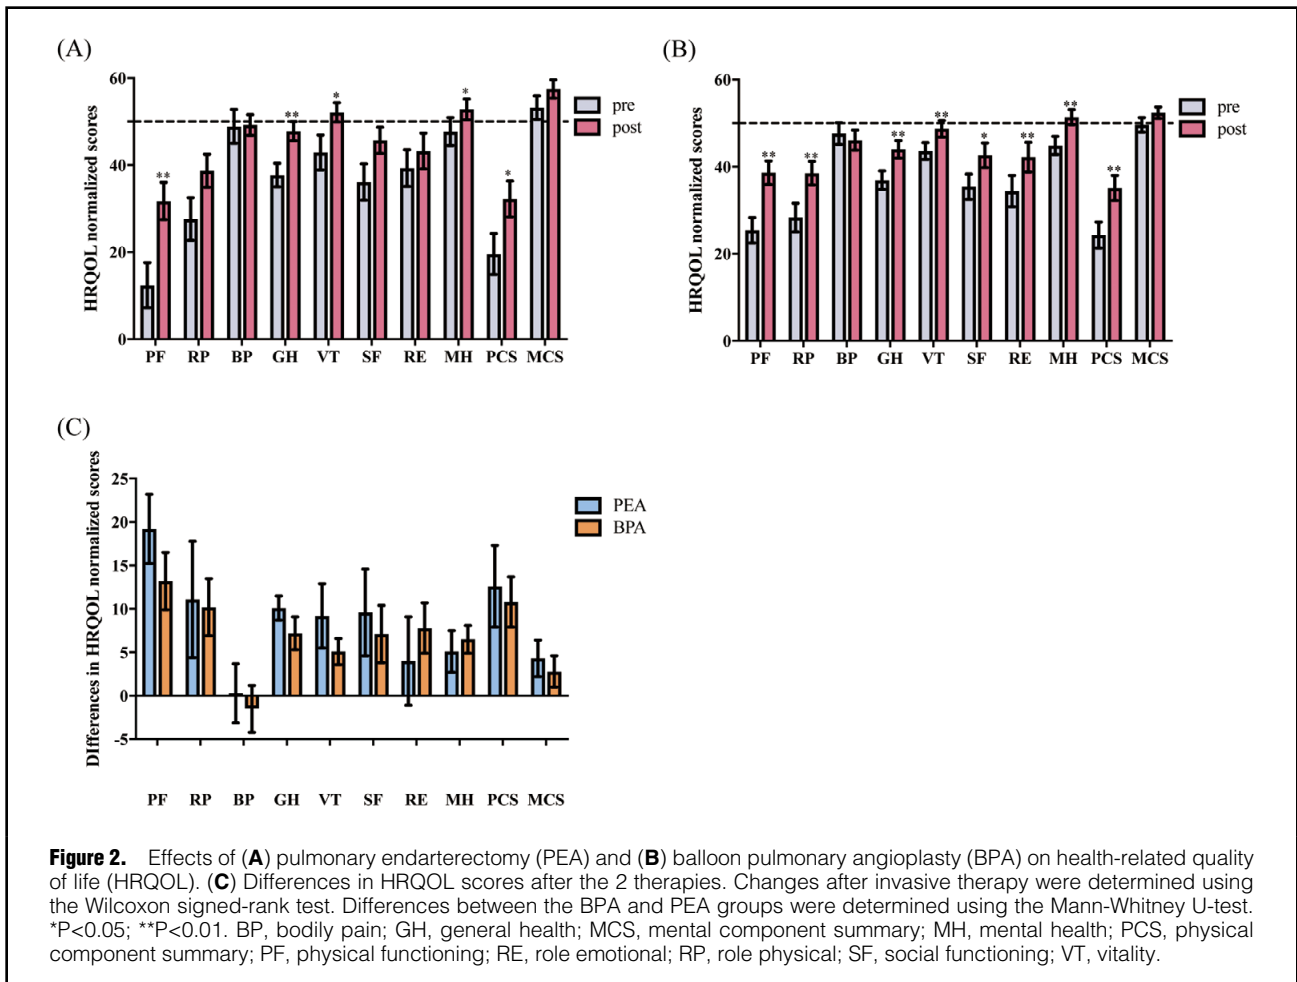 (A)
HRQOL normalized scores
60
40
20
0
** ** * * *
PF RP BP GH VT SF RE MH PCS MCS
pre
post
(B)
HRQOL normalized scores
60
40
20
0
** ** ** ** * ** ** **
PF RP BP GH VT SF RE MH PCS MCS
pre
post
(C)
DIfferences in HRQOL normalized scores
25
20
15
10
5
0
-5
PF RP BP GH VT SF RE MH PCS MCS
PEA
BPA
Figure 2. Effects of (A) pulmonary endarterectomy (PEA) and (B) balloon pulmonary angioplasty (BPA) on health-related quality
of life (HRQOL). (C) Differences in HRQOL scores after the 2 therapies. Changes after invasive therapy were determined using
the Wilcoxon signed-rank test. Differences between the BPA and PEA groups were determined using the Mann-Whitney U-test.
*P<0.05; **P<0.01. BP, bodily pain; GH, general health; MCS, mental component summary; MH, mental health; PCS, physical
component summary; PF, physical functioning; RE, role emotional; RP, role physical; SF, social functioning; VT, vitality.